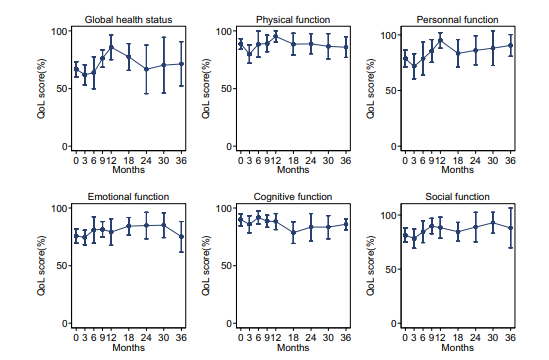 Global health status
Physical function
Personnal function
100
50
0
QoL score(%)
0 3 6 9 12 18 24 30 36
Months
100
50
0
QoL score(%)
0 3 6 9 12 18 24 30 36
Months
100
50
0
QoL score(%)
0 3 6 9 12 18 24 30 36
Months
Emotional function
Cognitive function
Social function
100
50
0
QoL score(%)
0 3 6 9 12 18 24 30 36
Months
100
50
0
QoL score(%)
0 3 6 9 12 18 24 30 36
Months
100
50
0
QoL score(%)
0 3 6 9 12 18 24 30 36
Months